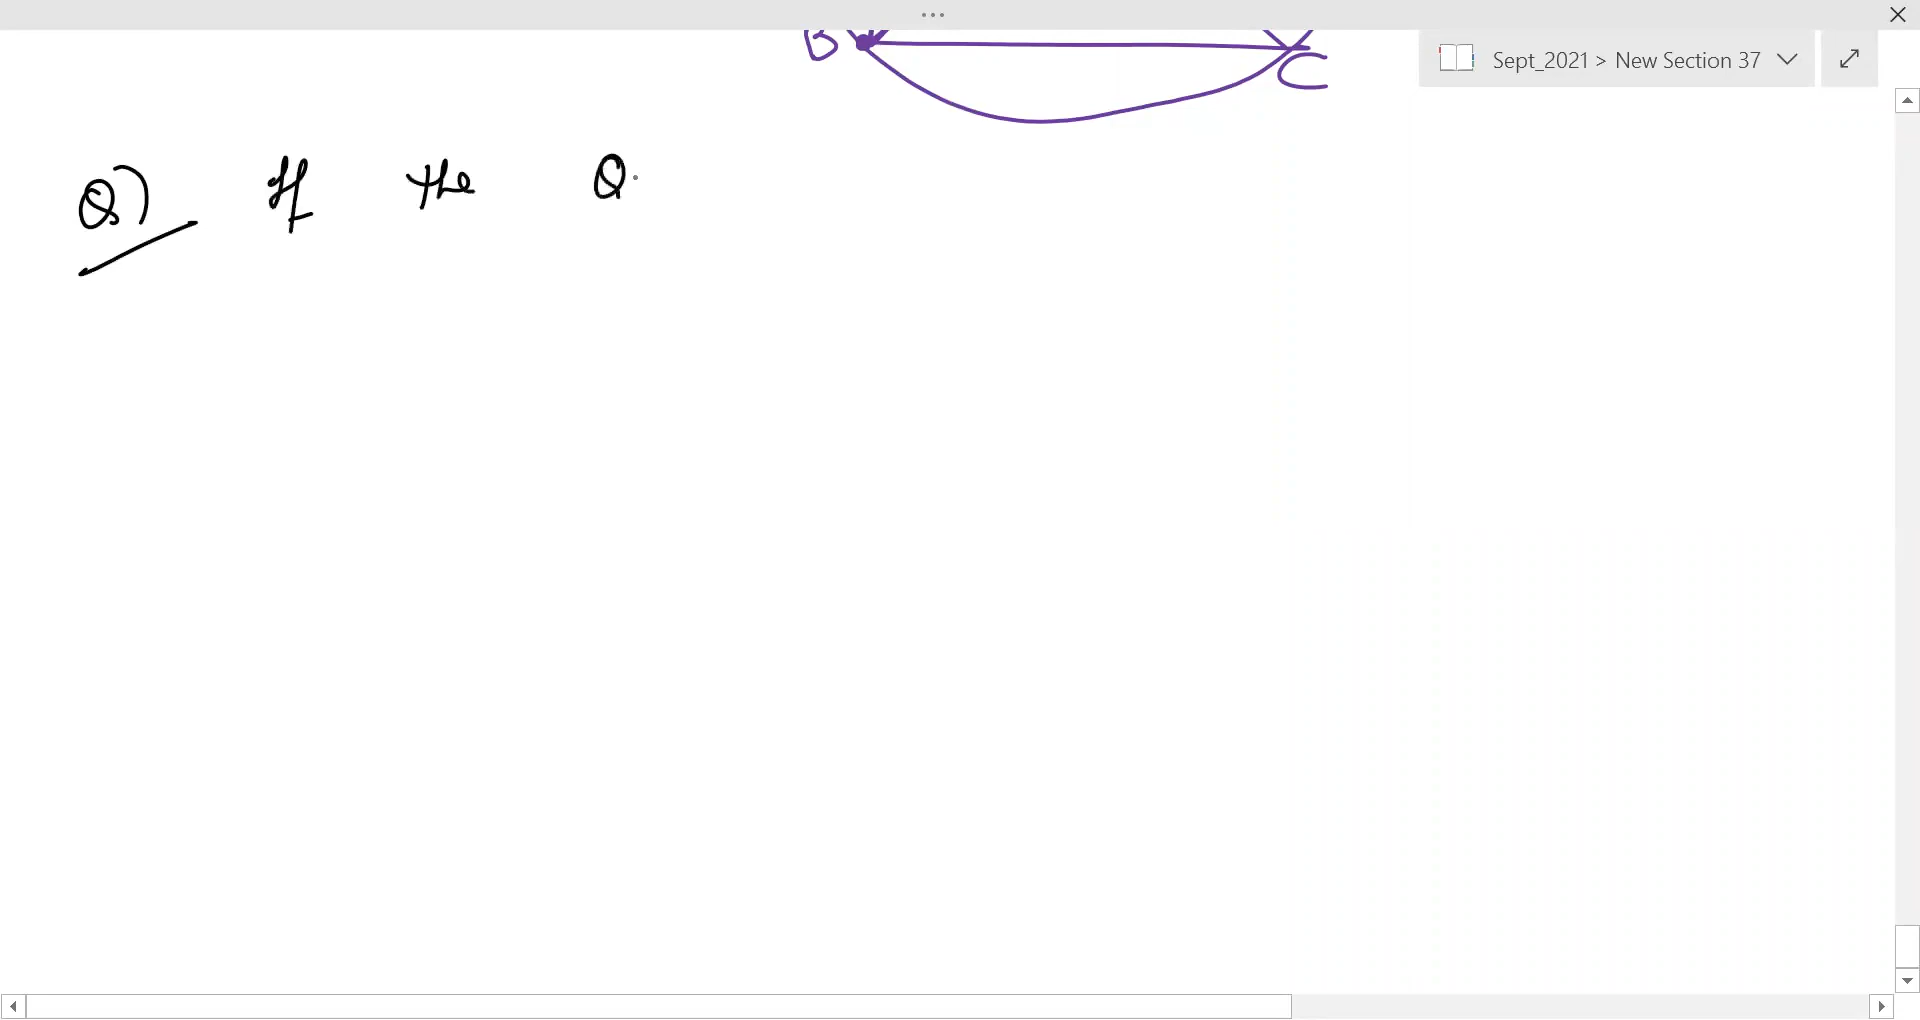 B
Sept_2021 > New Section 37
C
Q) If the Q